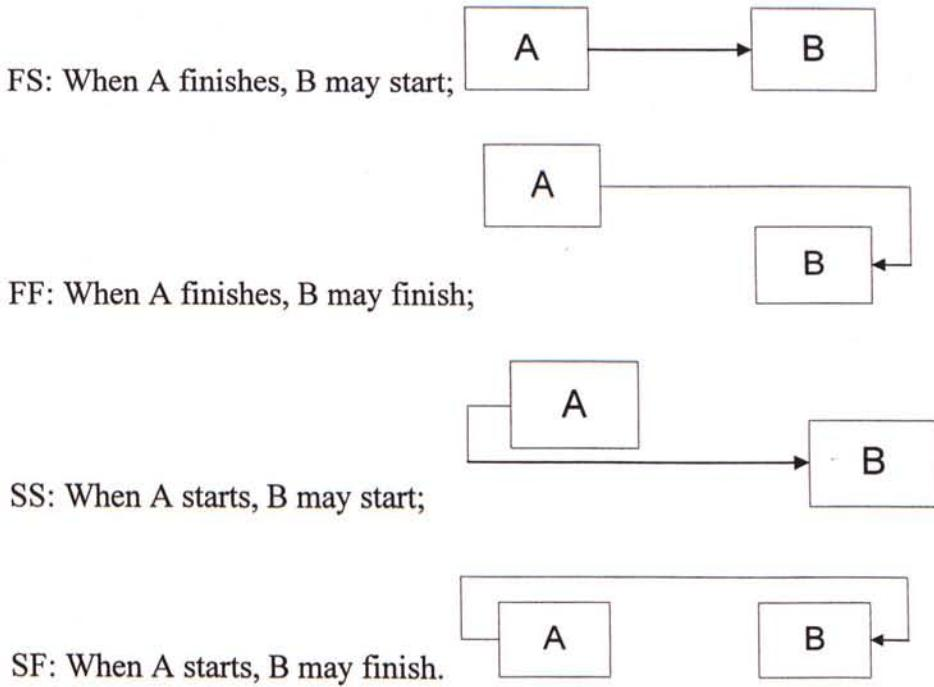 A B
FS: When A finishes, B may start;
A
B
FF: When A finishes, B may finish;
A
B
SS: When A starts, B may start;
A B
SF: When A starts, B may finish.